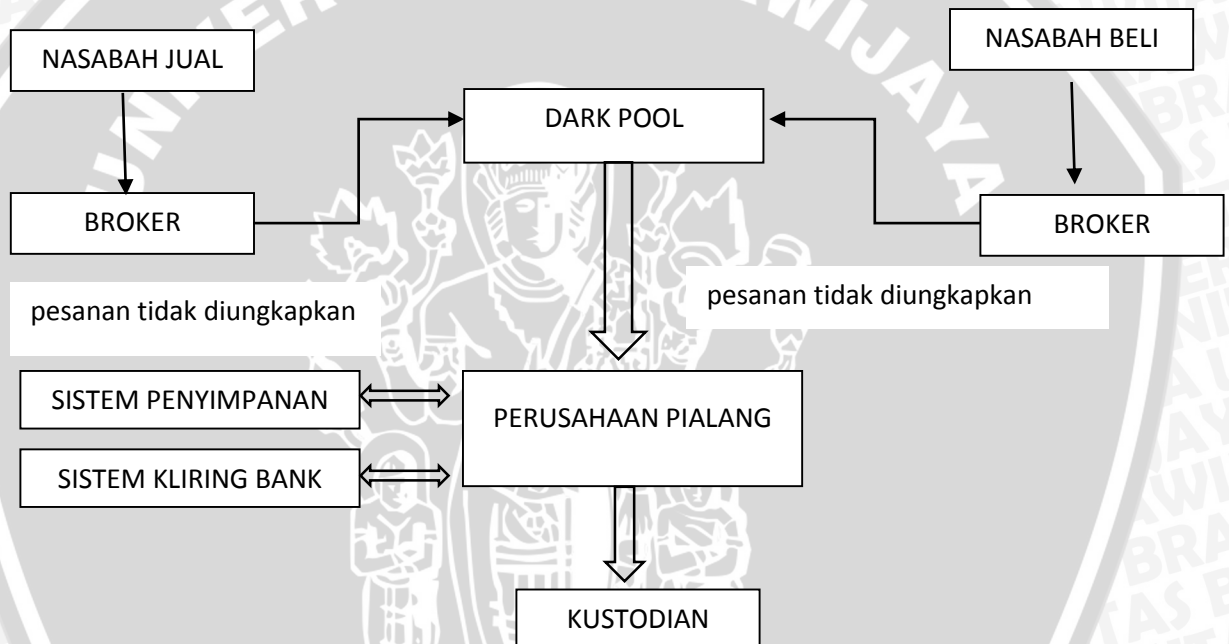 NASABAH JUAL
NASABAH BELI
DARK POOL
BROKER
BROKER
pesanan tidak diungkapkan
pesanan tidak diungkapkan
SISTEM PENYIMPANAN
PERUSAHAAN PIALANG
SISTEM KLIRING BANK
KUSTODIAN